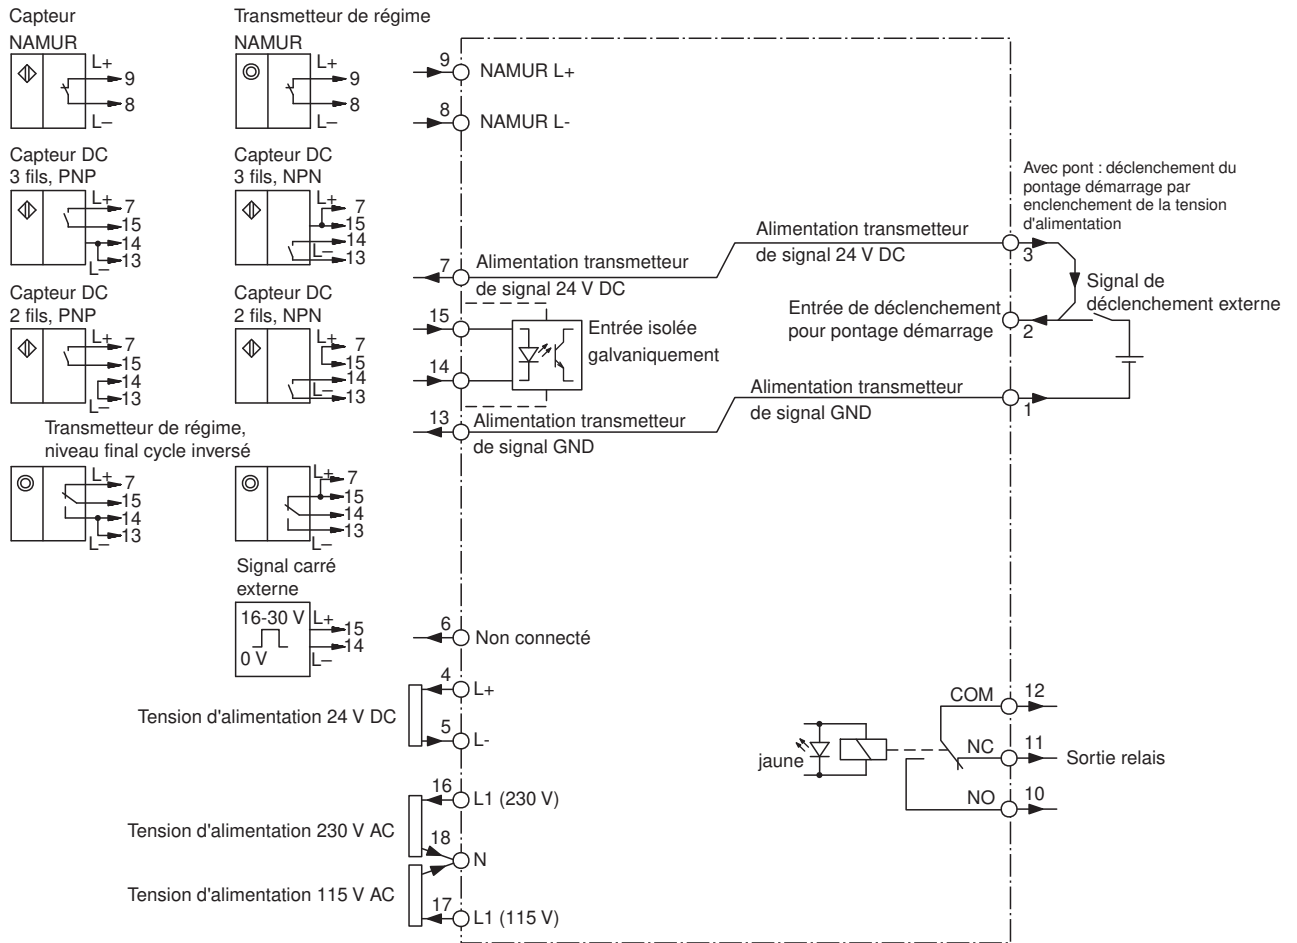 Capteur
NAMUR
L+
9
8
L–
Transmetteur de régime
NAMUR
L+
9
8
L–
Capteur DC
3 fils, PNP
L+
7
15
14
13
L–
Capteur DC
3 fils, NPN
L+
7
15
14
L–
13
Capteur DC
2 fils, PNP
L+
7
15
14
13
L–
Capteur DC
2 fils, NPN
L+
7
15
14
L–
13
Transmetteur de régime,
niveau final cycle inversé
L+
7
15
14
13
L–
L+
7
15
14
13
L–
Signal carré
externe
16-30 V
0 V
L+
15
14
L–
9
NAMUR L+
8
NAMUR L-
7
Alimentation transmetteur
de signal 24 V DC
15
14
Entrée isolée
galvaniquement
13
Alimentation transmetteur
de signal GND
6
Non connecté
Tension d'alimentation 24 V DC
4
L+
5
L-
Tension d'alimentation 230 V AC
16
L1 (230 V)
18
N
Tension d'alimentation 115 V AC
17
L1 (115 V)
Avec pont : déclenchement du
pontage démarrage par
enclenchement de la tension
d'alimentation
Alimentation transmetteur
de signal 24 V DC
3
Signal de
déclenchement externe
Entrée de déclenchement
pour pontage démarrage
2
Alimentation transmetteur
de signal GND
1
jaune
COM
12
NC
11
Sortie relais
NO
10